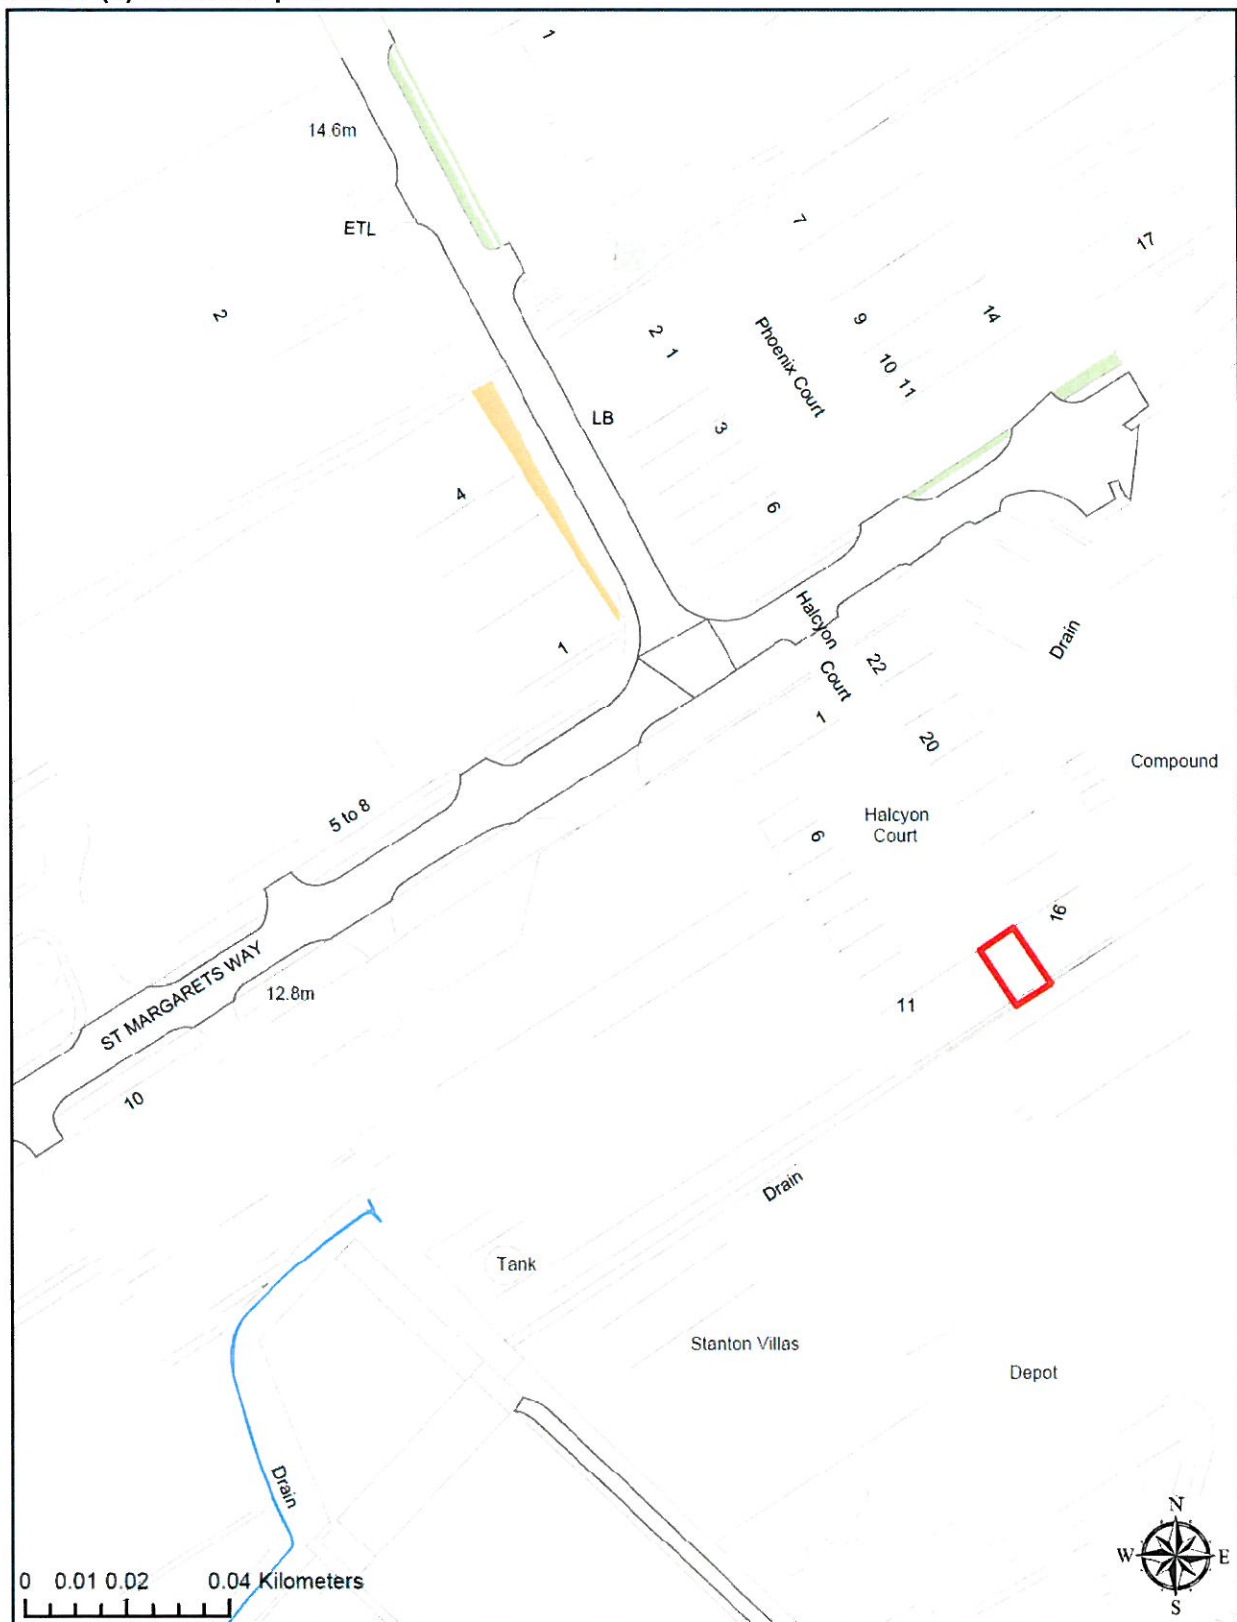 1
14.6m
ETL
7
17
2
2
1
Phoenix Court
9
14
10
11
LB
3
4
6
Halcyon
Court
22
Drain
1
1
20
Compound
5 to 8
6
Halcyon
Court
16
ST MARGARETS WAY
12.8m
11
10
Drain
Tank
Stanton Villas
Depot
Drain
N
W
E
S
0 0.01 0.02 0.04 Kilometers